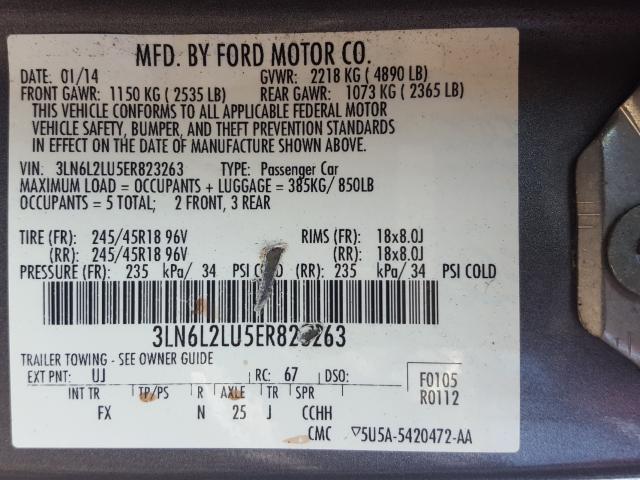 MFD. BY FORD MOTOR CO.
DATE: 01/14 GVWR: 2218 KG ( 4890 LB)
FRONT GAWR: 1150 KG ( 2535 LB) REAR GAWR: 1073 KG ( 2365 LB)
THIS VEHICLE CONFORMS TO ALL APPLICABLE FEDERAL MOTOR
VEHICLE SAFETY, BUMPER, AND THEFT PREVENTION STANDARDS
IN EFFECT ON THE DATE OF MANUFACTURE SHOWN ABOVE.
VIN: 3LN6L2LU5ER823263 TYPE: Passenger Car
MAXIMUM LOAD = OCCUPANTS + LUGGAGE = 385KG/ 850LB
OCCUPANTS = 5 TOTAL; 2 FRONT, 3 REAR
TIRE (FR): 245/45R18 96V RIMS (FR): 18x8.0J
(RR): 245/45R18 96V (RR): 18x8.0J
PRESSURE (FR): 235 kPa/ 34 PSI COLD (RR): 235 kPa/ 34 PSI COLD
3LN6L2LU5ER823263
TRAILER TOWING - SEE OWNER GUIDE
EXT PNT: UJ RC: 67 DSO: F0105
INT TR TP/PS R AXLE TR SPR R0112
FX N 25 J CCHH
CMC ▽5U5A-5420472-AA